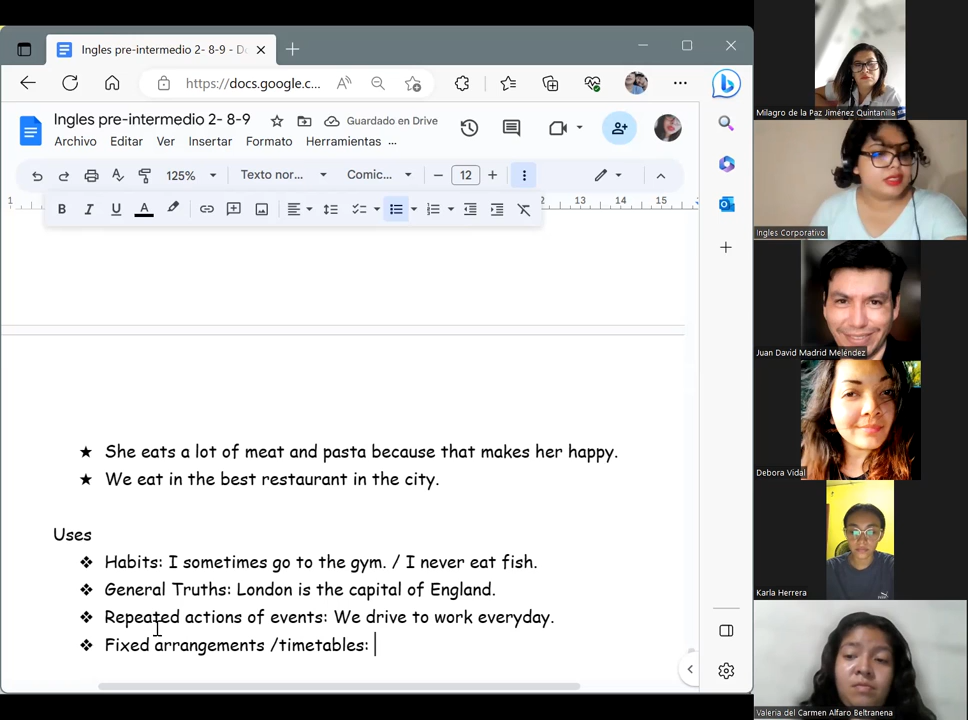 Ingles pre-intermedio 2- 8-9 - Dc
https://docs.google.c...
Ingles pre-intermedio 2- 8-9
Guardado en Drive
Archivo Editar Ver Insertar Formato Herramientas ...
125% Texto nor... Comic... 12
1 12 13 14 15
★ She eats a lot of meat and pasta because that makes her happy.
★ We eat in the best restaurant in the city.
Uses
❖ Habits: I sometimes go to the gym. / I never eat fish.
❖ General Truths: London is the capital of England.
❖ Repeated actions of events: We drive to work everyday.
❖ Fixed arrangements /timetables:
Milagro de la Paz Jiménez Quintanilla
Ingles Corporativo
Juan David Madrid Meléndez
Debora Vidal
Karla Herrera
Valeria del Carmen Alfaro Beltranena